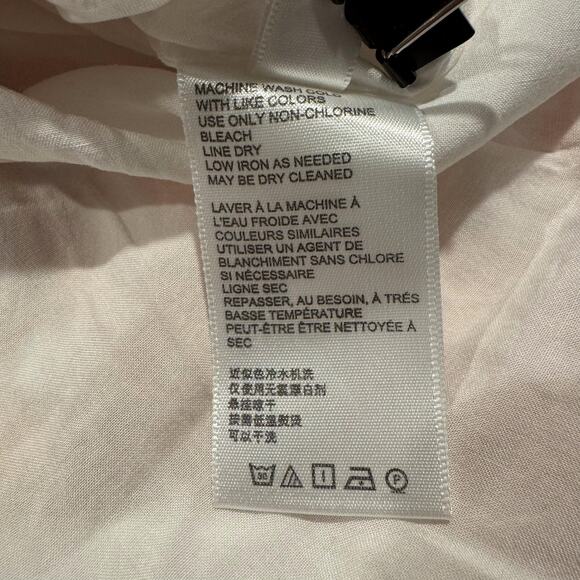 MACHINE WASH COLD
WITH LIKE COLORS
USE ONLY NON-CHLORINE
BLEACH
LINE DRY
LOW IRON AS NEEDED
MAY BE DRY CLEANED
LAVER À LA MACHINE À
L'EAU FROIDE AVEC
COULEURS SIMILAIRES
UTILISER UN AGENT DE
BLANCHIMENT SANS CHLORE
SI NÉCESSAIRE
LIGNE SEC
REPASSER, AU BESOIN, À TRÉS
BASSE TEMPÉRATURE
PEUT-ÊTRE ÊTRE NETTOYÉE À
SEC
近似色冷水机洗
仅使用无氯漂白剂
悬挂晾干
按需低温熨烫
可以干洗
30 P